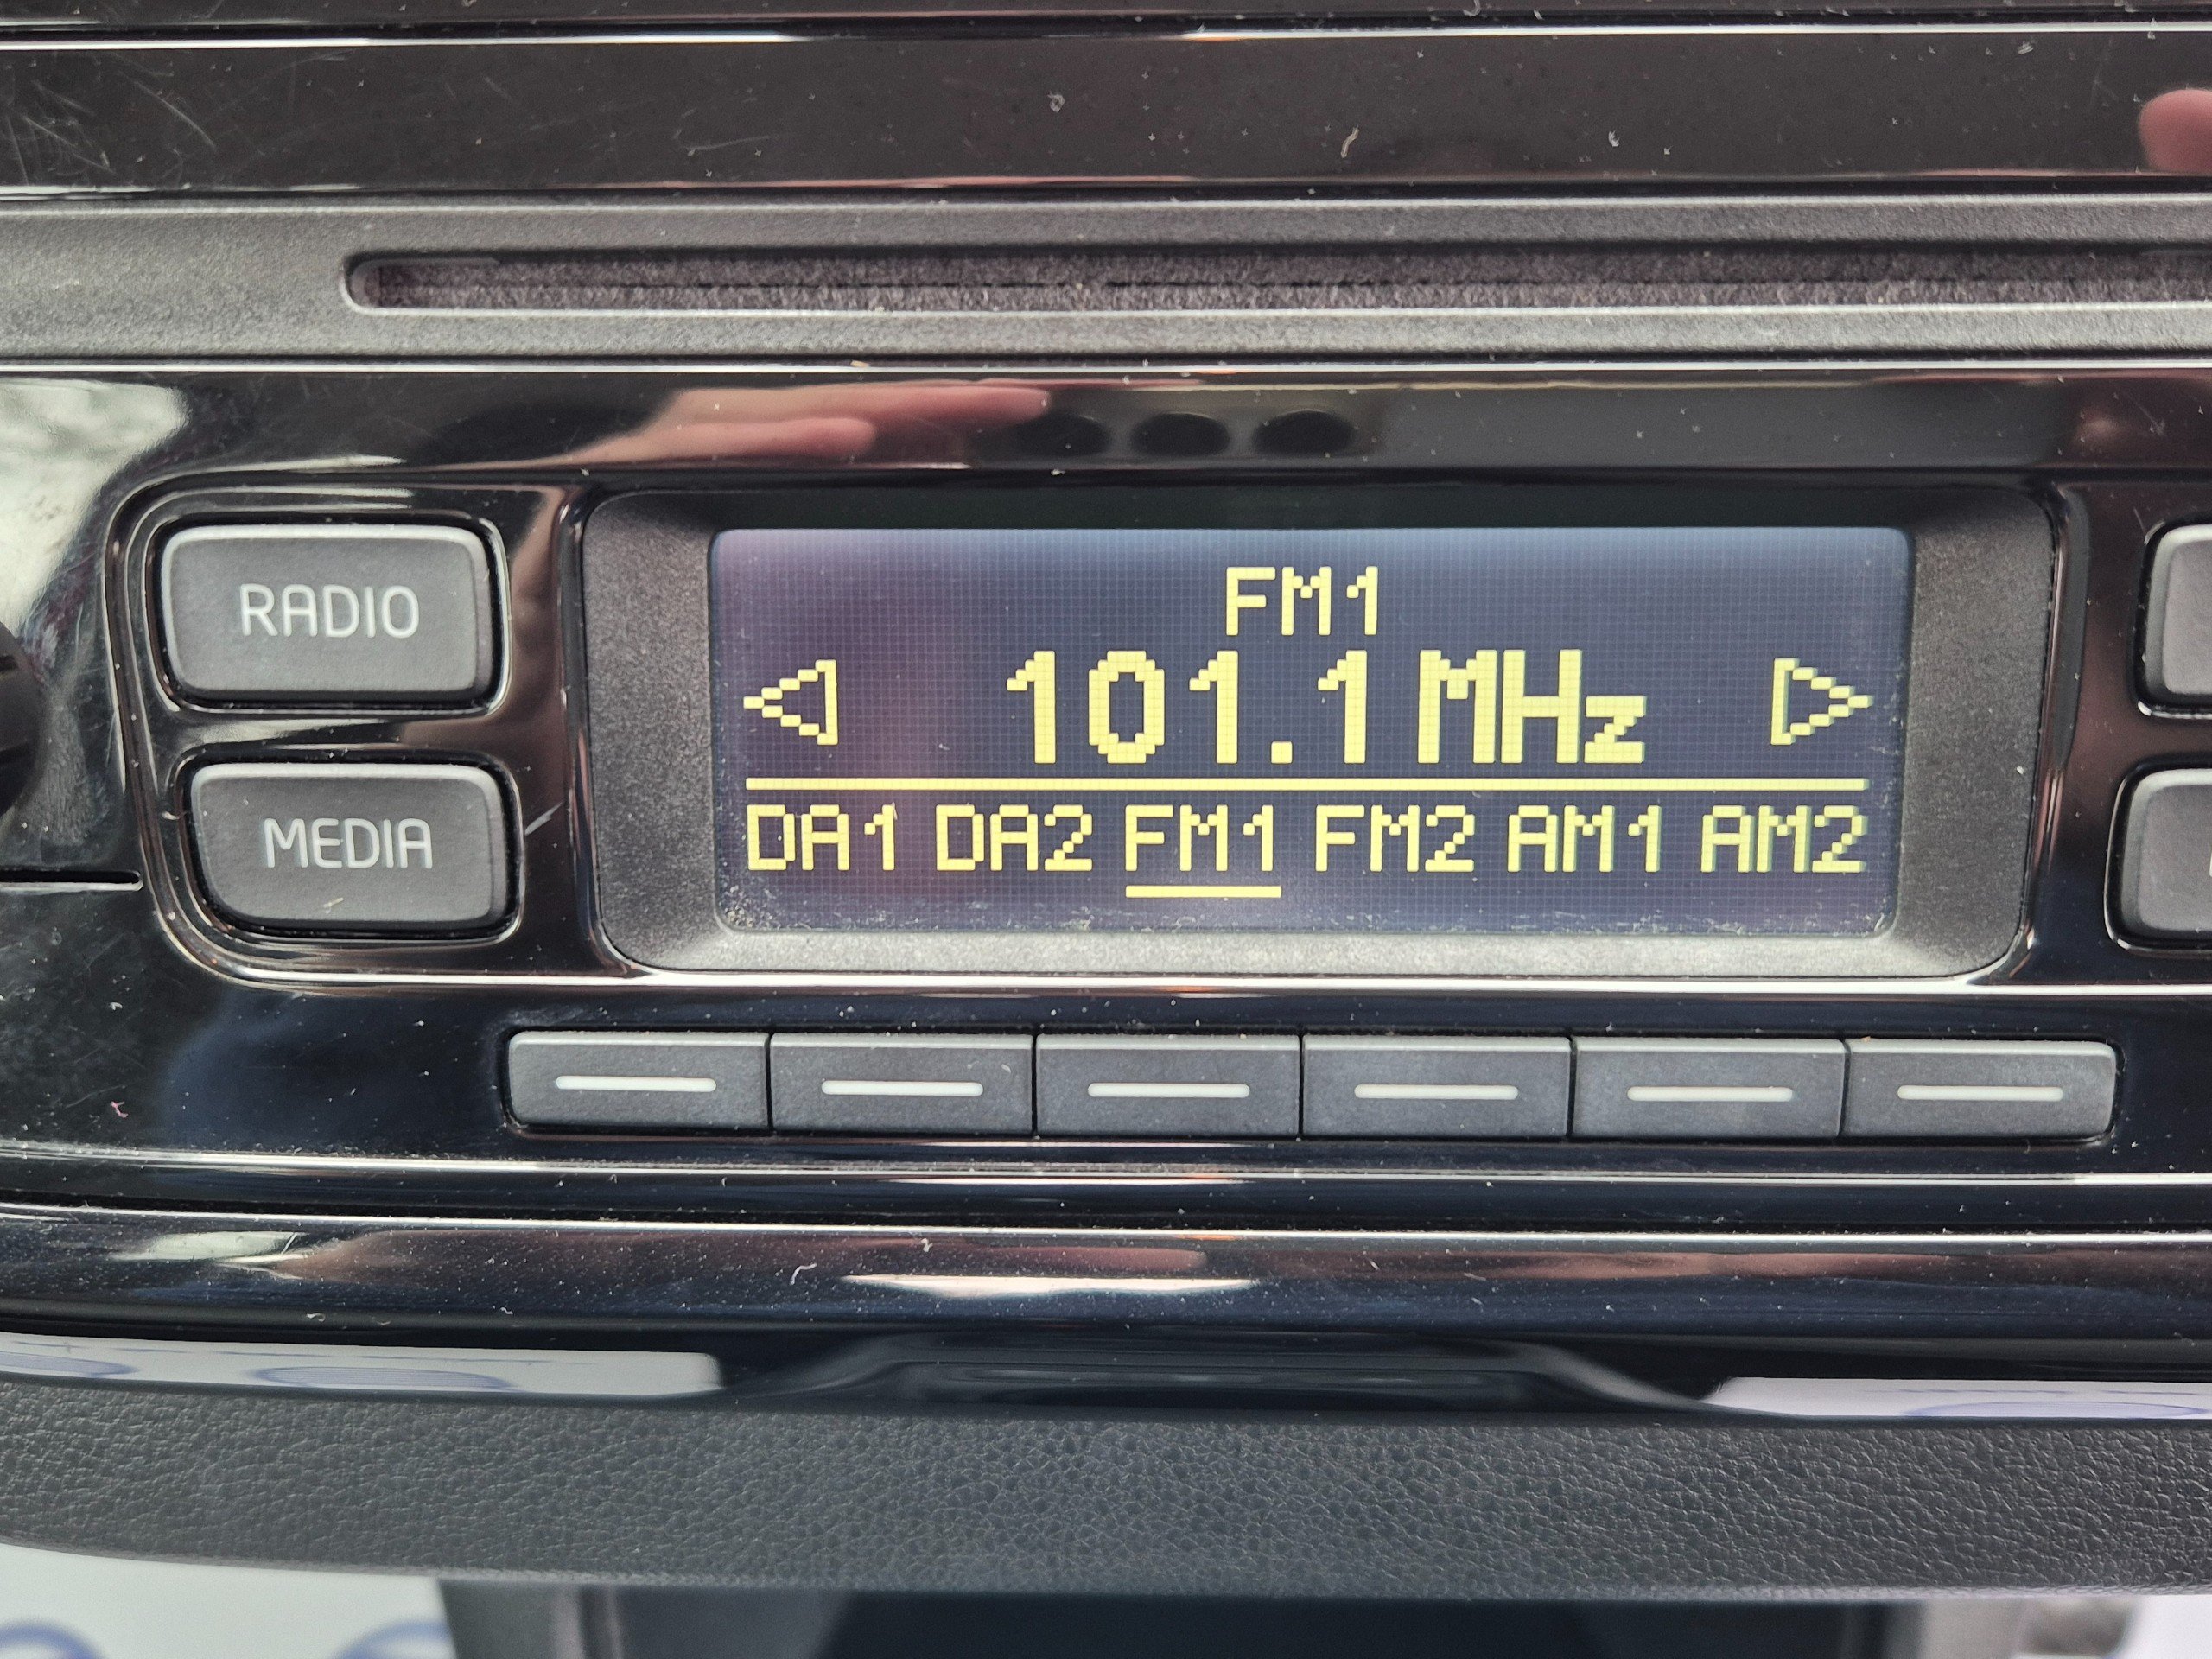 RADIO
MEDIA
FM1
101.1 MHz
DA1 DA2 FM1 FM2 AM1 AM2